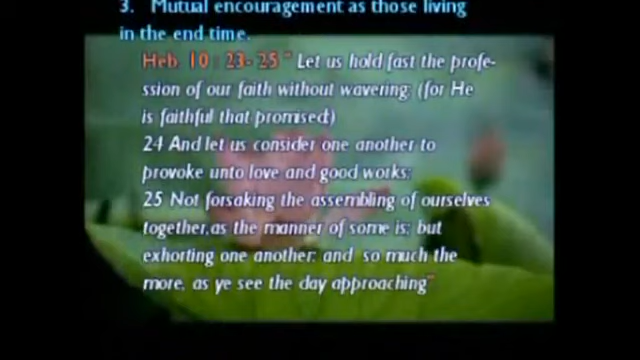 3. Mutual encouragement as those living
in the end time.
Heb. 10 : 23- 25 " Let us hold fast the profe-
ssion of our faith without wavering; (for He
is faithful that promised;)
24 And let us consider one another to
provoke unto love and good works:
25 Not forsaking the assembling of ourselves
together,as the manner of some is; but
exhorting one another: and so much the
more, as ye see the day approaching"